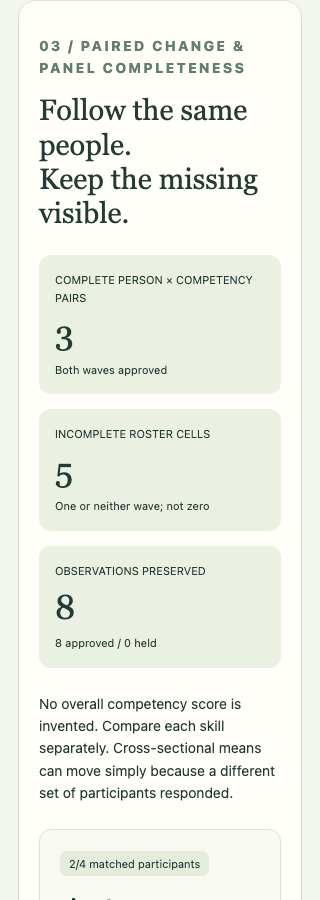 03 / PAIRED CHANGE &
PANEL COMPLETENESS
Follow the same
people.
Keep the missing
visible.
COMPLETE PERSON × COMPETENCY
PAIRS
3
Both waves approved
INCOMPLETE ROSTER CELLS
5
One or neither wave; not zero
OBSERVATIONS PRESERVED
8
8 approved / 0 held
No overall competency score is
invented. Compare each skill
separately. Cross-sectional means
can move simply because a different
set of participants responded.
2/4 matched participants